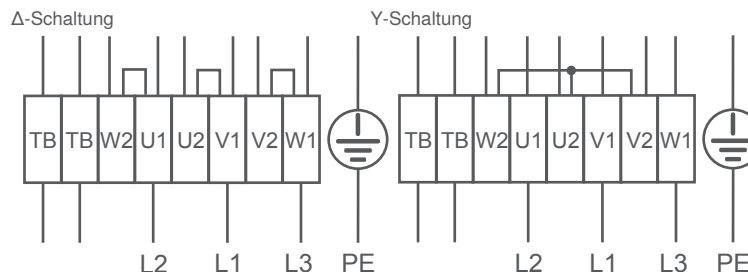 Δ-Schaltung Y-Schaltung
TB TB W2 U1 U2 V1 V2 W1 TB TB W2 U1 U2 V1 V2 W1
L2 L1 L3 PE L2 L1 L3 PE